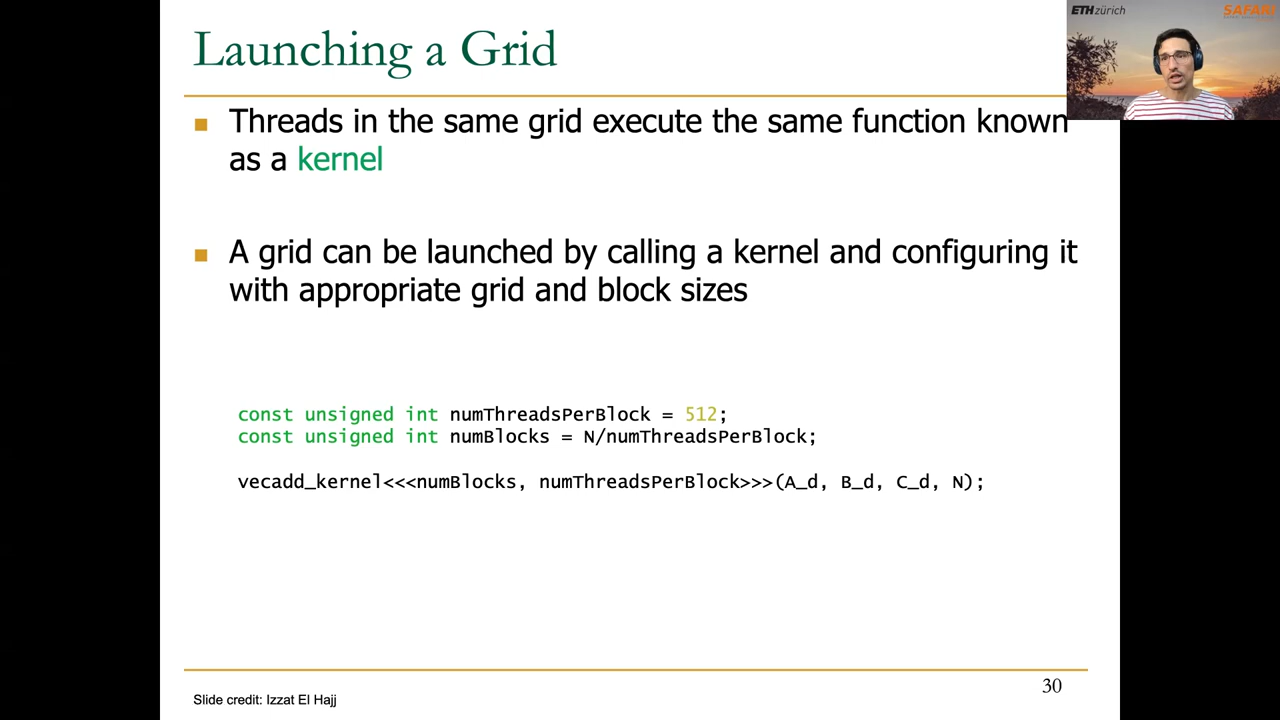 Launching a Grid
ETHzürich
SAFARI
Threads in the same grid execute the same function known
as a kernel
A grid can be launched by calling a kernel and configuring it
with appropriate grid and block sizes
const unsigned int numThreadsPerBlock = 512;
const unsigned int numBlocks = N/numThreadsPerBlock;
vecadd_kernel<<<numBlocks, numThreadsPerBlock>>>(A_d, B_d, C_d, N);
Slide credit: Izzat El Hajj
30